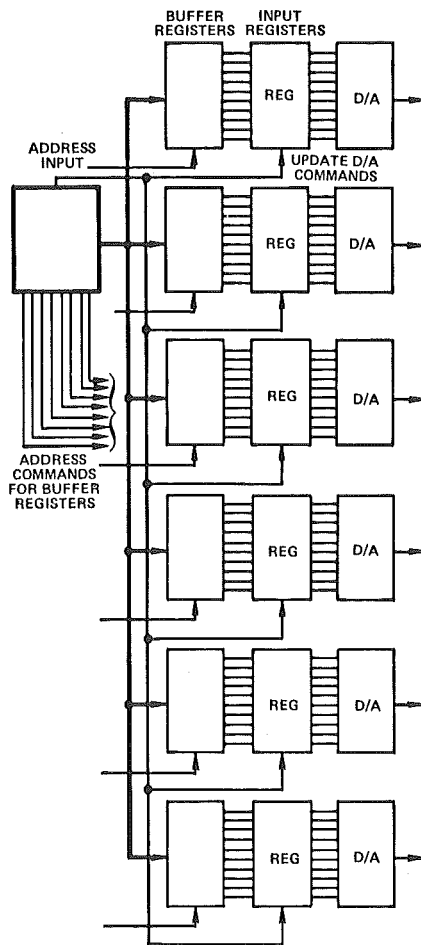 BUFFER
REGISTERS
INPUT
REGISTERS
REG
D/A
ADDRESS
INPUT
UPDATE D/A
COMMANDS
REG
D/A
REG
D/A
ADDRESS
COMMANDS
FOR BUFFER
REGISTERS
REG
D/A
REG
D/A
REG
D/A